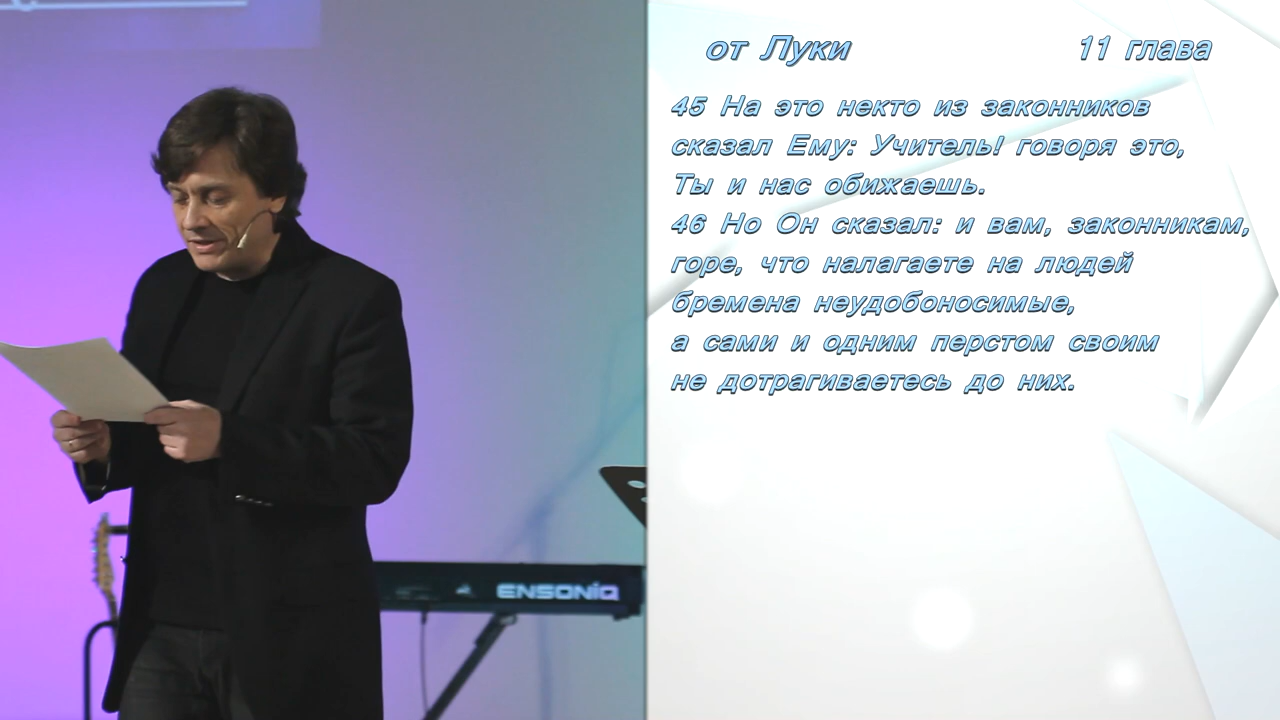 от Луки 11 глава
45 На это некто из законников
сказал Ему: Учитель! говоря это,
Ты и нас обижаешь.
46 Но Он сказал: и вам, законникам,
горе, что налагаете на людей
бремена неудобоносимые,
а сами и одним перстом своим
не дотрагиваетесь до них.
ENSONIQ